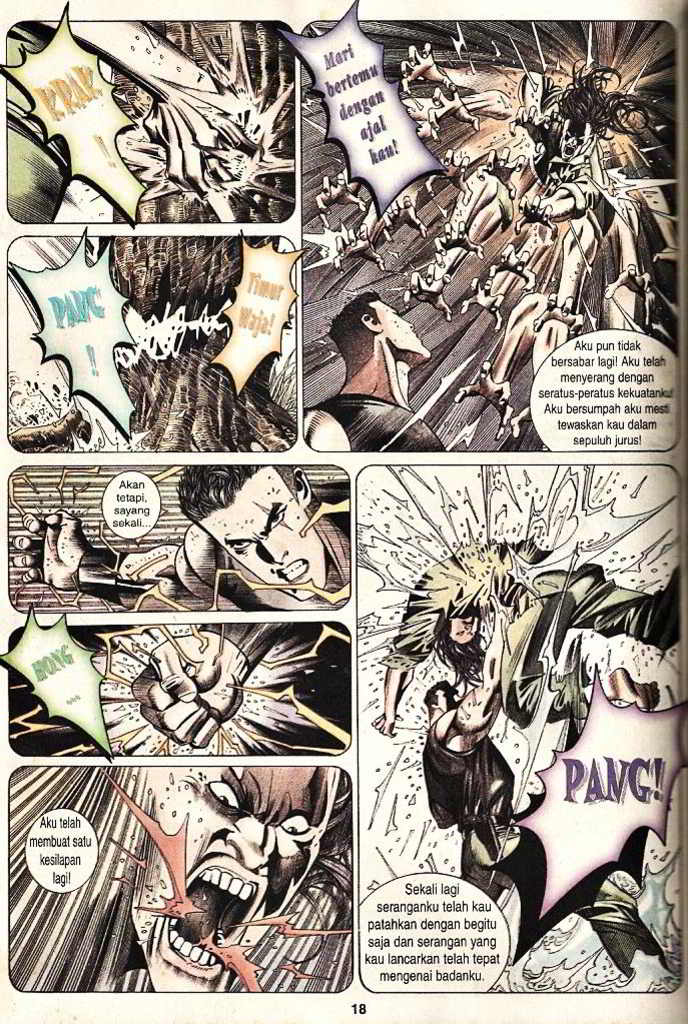 KRAK
!
Mari
bertemu
dengan
ajal
kau!
PANG
!
Timur
Waja!
Aku pun tidak
bersabar lagi! Aku telah
menyerang dengan
seratus-peratus kekuatanku!
Aku bersumpah aku mesti
tewaskan kau dalam
sepuluh jurus!
Akan
tetapi,
sayang
sekali...
HONG
...
Aku telah
membuat satu
kesilapan
lagi!
PANG!
Sekali lagi
seranganku telah kau
patahkan dengan begitu
saja dan serangan yang
kau lancarkan telah tepat
mengenai badanku.
18